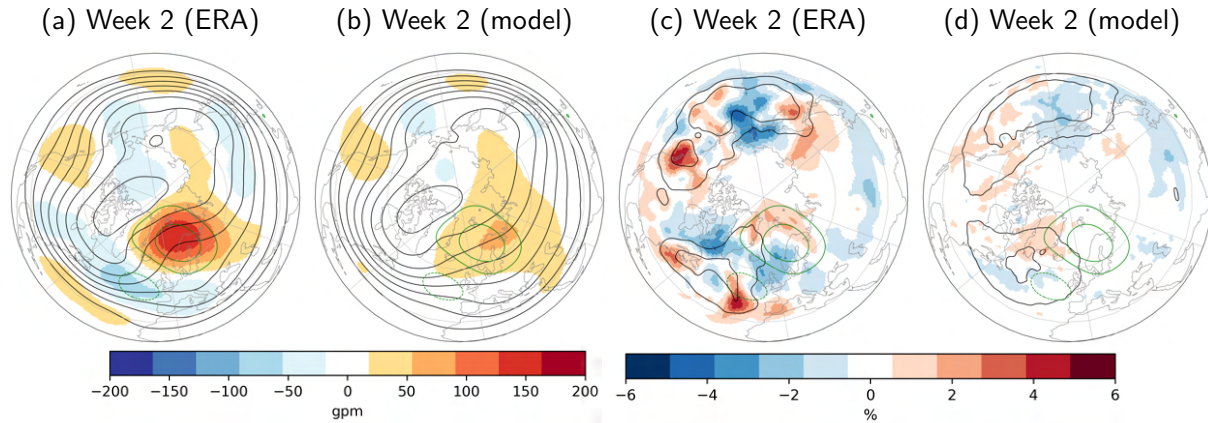 (a) Week 2 (ERA) (b) Week 2 (model) (c) Week 2 (ERA) (d) Week 2 (model)
−200 −150 −100 −50 0 50 100 150 200
gpm
−6 −4 −2 0 2 4 6
%